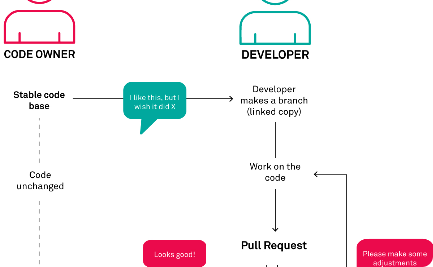 CODE OWNER
DEVELOPER
Stable code
base
I like this, but I
wish it did X
Developer
makes a branch
(linked copy)
Code
unchanged
Work on the
code
Looks good!
Pull Request
Please make some
adjustments